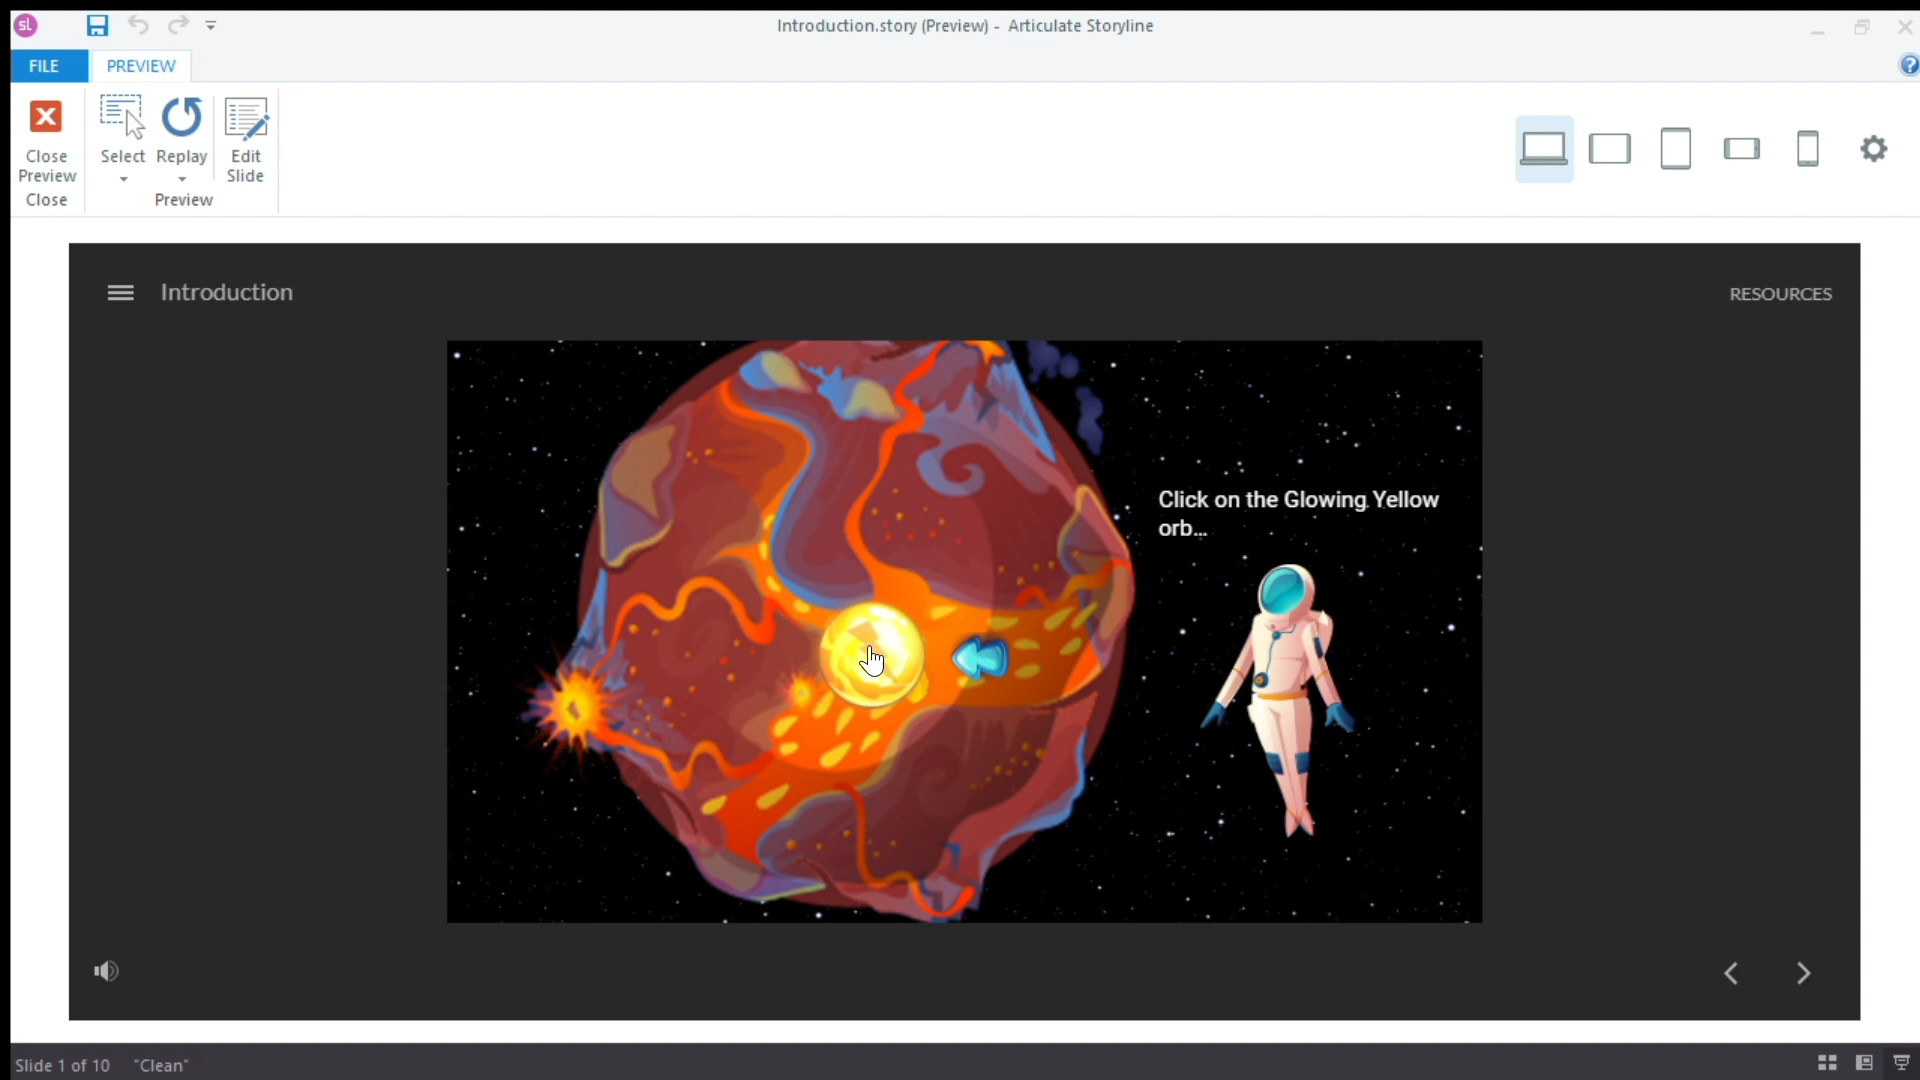 sl
Introduction.story (Preview) - Articulate Storyline
FILE
PREVIEW
?
Close
Preview
Select
Replay
Edit
Slide
Close
Preview
Introduction
RESOURCES
Click on the Glowing Yellow
orb...
Slide 1 of 10
"Clean"